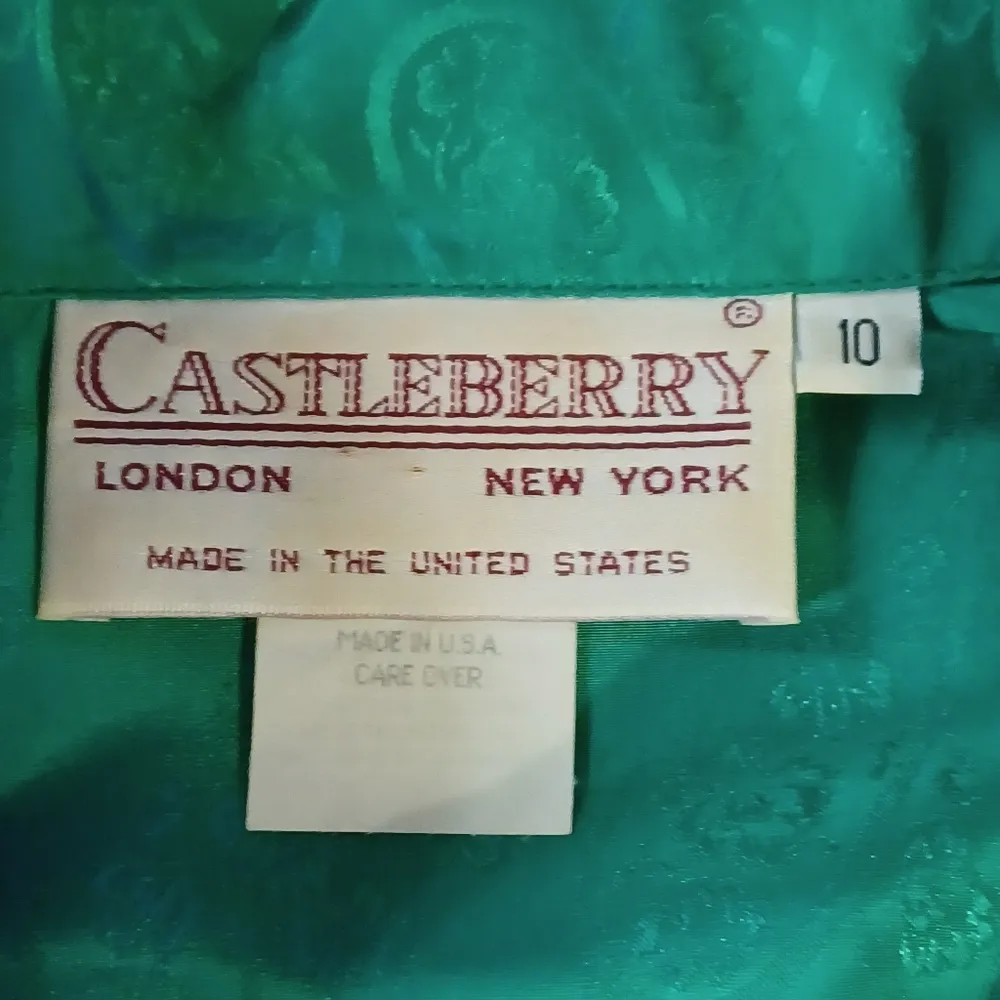 CASTLEBERRY ®
10
LONDON NEW YORK
MADE IN THE UNITED STATES
MADE IN U.S.A.
CARE OVER